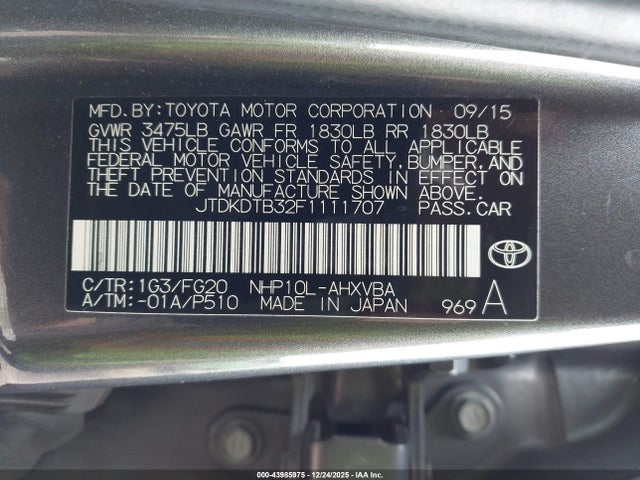 MFD.BY:TOYOTA MOTOR CORPORATION 09/15
GVWR 3475LB GAWR FR 1830LB RR 1830LB
THIS VEHICLE CONFORMS TO ALL APPLICABLE
FEDERAL MOTOR VEHICLE SAFETY,BUMPER,AND
THEFT PREVENTION STANDARDS IN EFFECT ON
THE DATE OF MANUFACTURE SHOWN ABOVE.
JTDKDTB32F1111707 PASS.CAR
C/TR:1G3/FG20 NHP10L-AHXVBA
A/TM:-01A/P510 MADE IN JAPAN 969 A
000-43985975 - 12/24/2025 - IAA Inc.